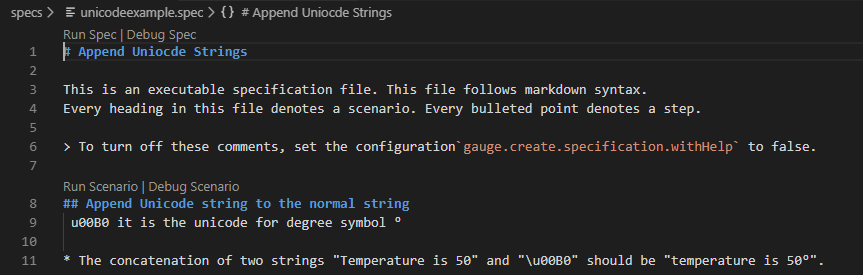 specs > unicodeexample.spec > {} # Append Uniocde Strings
Run Spec | Debug Spec
1 # Append Uniocde Strings
2
3 This is an executable specification file. This file follows markdown syntax.
4 Every heading in this file denotes a scenario. Every bulleted point denotes a step.
5
6 > To turn off these comments, set the configuration`gauge.create.specification.withHelp` to false.
7
Run Scenario | Debug Scenario
8 ## Append Unicode string to the normal string
9 u00B0 it is the unicode for degree symbol º
10
11 * The concatenation of two strings "Temperature is 50" and "\u00B0" should be "temperature is 50º".